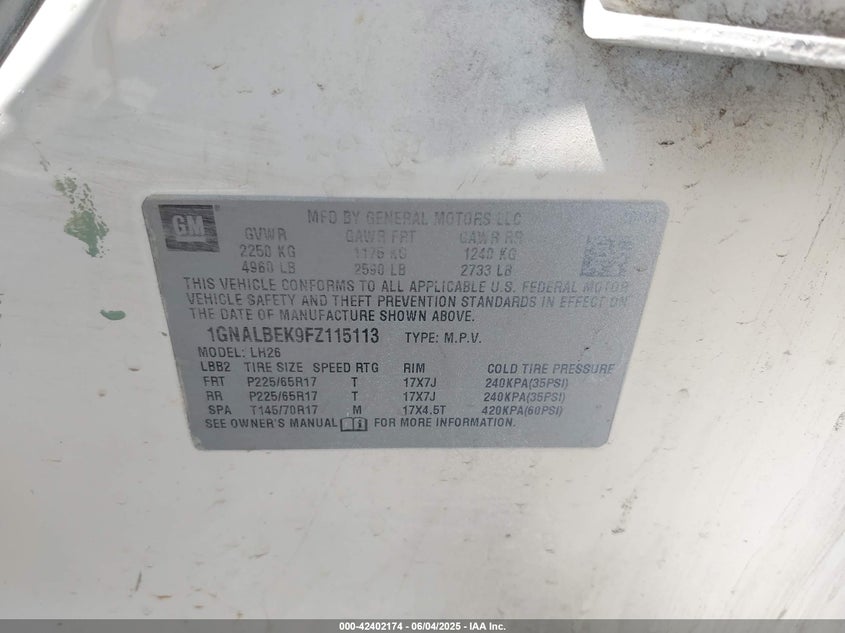 GM
MFD BY GENERAL MOTORS LLC
GVWR GAWR FRT GAWR RR
2250 KG 1175 KG 1240 KG
4960 LB 2590 LB 2733 LB
THIS VEHICLE CONFORMS TO ALL APPLICABLE U.S. FEDERAL MOTOR
VEHICLE SAFETY AND THEFT PREVENTION STANDARDS IN EFFECT ON
THE DATE OF MANUFACTURE SHOWN ABOVE.
1GNALBEK9FZ115113 TYPE: M.P.V.
MODEL: LH26
LBB2 TIRE SIZE SPEED RTG RIM COLD TIRE PRESSURE
FRT P225/65R17 T 17X7J 240KPA(35PSI)
RR P225/65R17 T 17X7J 240KPA(35PSI)
SPA T145/70R17 M 17X4.5T 420KPA(60PSI)
SEE OWNER'S MANUAL FOR MORE INFORMATION.
000-42402174 | 06/04/2025 - IAA Inc.